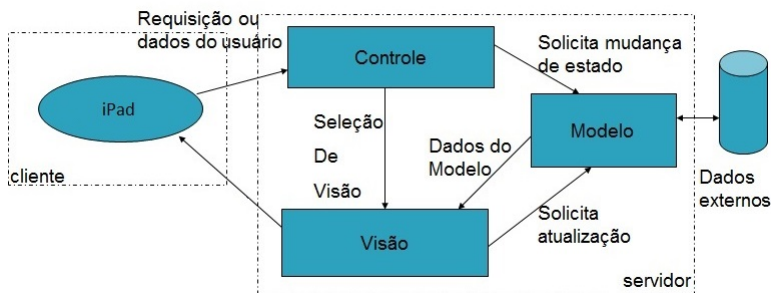 Requisição ou
dados do usuário
Controle
Solicita mudança
de estado
iPad
Seleção
De
Visão
Dados do
Modelo
Modelo
cliente
Dados
externos
Visão
Solicita
atualização
servidor